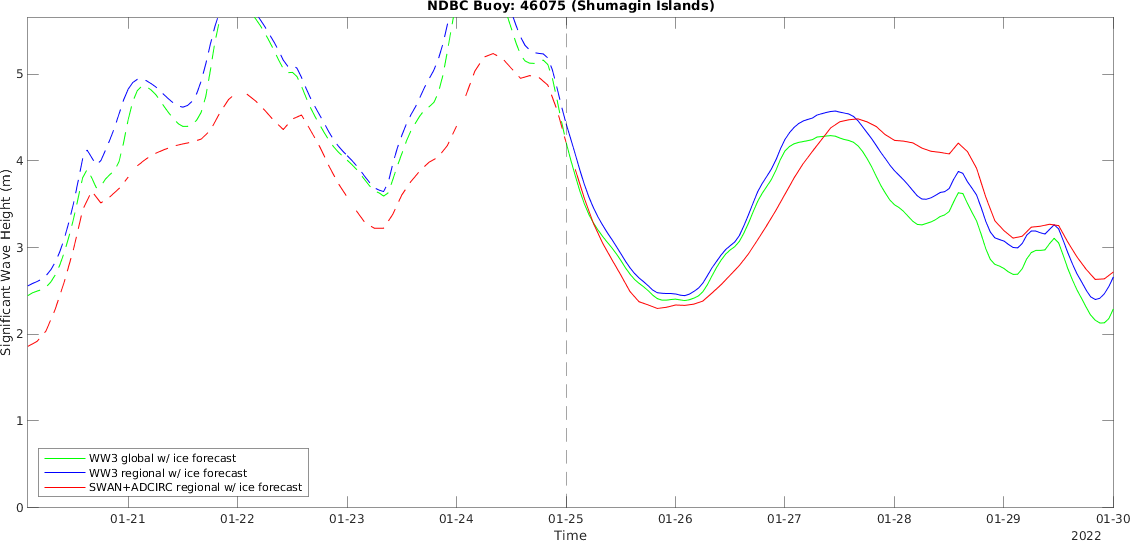 NDBC Buoy: 46075 (Shumagin Islands)
Significant Wave Height (m)
5
4
3
2
1
0
WW3 global w/ ice forecast
WW3 regional w/ ice forecast
SWAN+ADCIRC regional w/ ice forecast
01-21 01-22 01-23 01-24 01-25 01-26 01-27 01-28 01-29 01-30
Time
2022